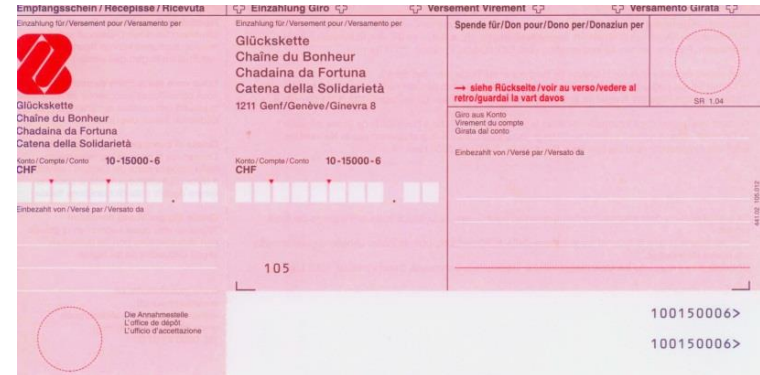 Empfangsschein / Récépissé / Ricevuta
Einzahlung für/Versement pour/Versamento per
Glückskette
Chaîne du Bonheur
Chadaina da Fortuna
Catena della Solidarietà
Konto/Compte/Conto 10-15000-6
CHF
Einbezahlt von/Versé par/Versato da
Die Annahmestelle
L'office de dépôt
L'ufficio d'accettazione
Einzahlung Giro
Versement Virement
Versamento Girata
Einzahlung für/Versement pour/Versamento per
Glückskette
Chaîne du Bonheur
Chadaina da Fortuna
Catena della Solidarietà
1211 Genf/Genève/Ginevra 8
Konto/Compte/Conto 10-15000-6
CHF
105
Spende für/Don pour/Dono per/Donaziun per
→ siehe Rückseite/voir au verso/vedere al
retro/guardai la vart davos
SR 1.04
Giro aus Konto
Virement du compte
Girata dal conto
Einbezahlt von/Versé par/Versato da
441.02 105.012
100150006>
100150006>